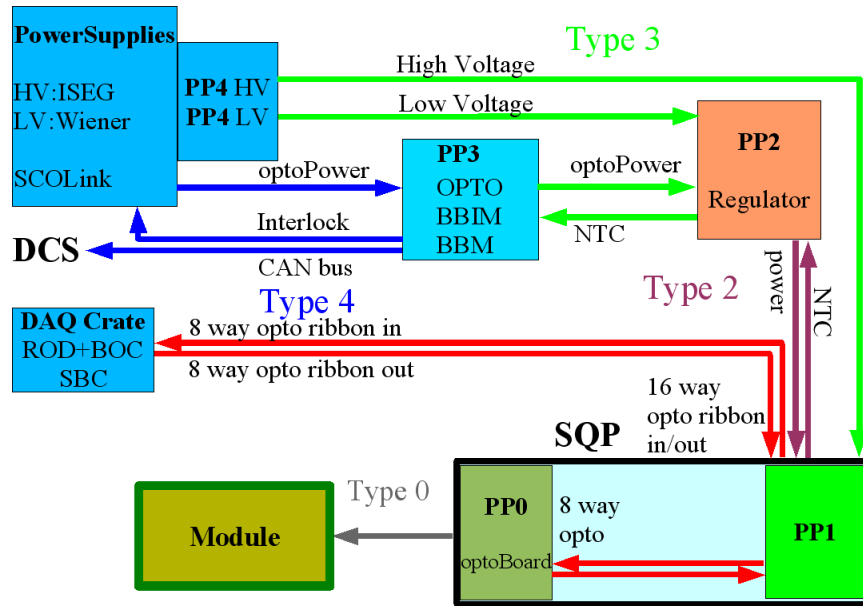 PowerSupplies
HV:ISEG
LV:Wiener
SCOLink
PP4 HV
PP4 LV
Type 3
High Voltage
Low Voltage
PP2
Regulator
optoPower
PP3
OPTO
BBIM
BBM
optoPower
NTC
Interlock
DCS
CAN bus
Type 4
Type 2
power
NTC
DAQ Crate
ROD+BOC
SBC
8 way opto ribbon in
8 way opto ribbon out
16 way
opto ribbon
in/out
SQP
Type 0
Module
PP0
optoBoard
8 way
opto
PP1